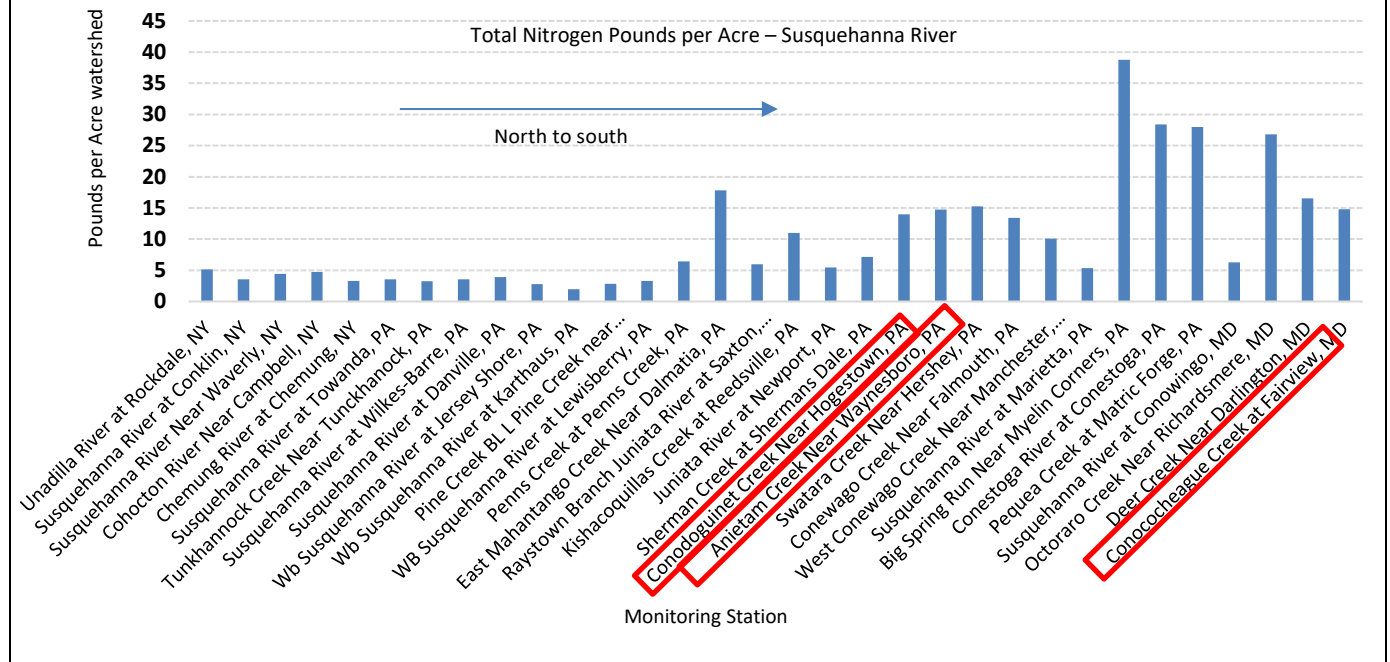 Total Nitrogen Pounds per Acre – Susquehanna River
Pounds per Acre watershed
45
40
35
30
25
20
15
10
5
0
North to south
Unadilla River at Rockdale, NY
Susquehanna River at Conklin, NY
Susquehanna River Near Waverly, NY
Cohocton River Near Campbell, NY
Chemung River at Chemung, NY
Susquehanna River at Towanda, PA
Tunkhannock Creek Near Tunckhannock, PA
Susquehanna River at Wilkes-Barre, PA
Susquehanna River at Danville, PA
Wb Susquehanna River at Jersey Shore, PA
Wb Susquehanna River at Karthaus, PA
Pine Creek BL L Pine Creek near...
WB Susquehanna River at Lewisberry, PA
Penns Creek at Penns Creek, PA
East Mahantango Creek Near Dalmatia, PA
Raystown Branch Juniata River at Saxton,...
Kishacoquillas Creek at Reedsville, PA
Juniata River at Newport, PA
Sherman Creek at Shermans Dale, PA
Conodoguinet Creek Near Hogestown, PA
Anietam Creek Near Waynesboro, PA
Swatara Creek Near Hershey, PA
Conewago Creek Near Falmouth, PA
West Conewago Creek Near Manchester,...
Susquehanna River at Marietta, PA
Big Spring Run Near Myelin Corners, PA
Conestoga River at Conestoga, PA
Pequea Creek at Matric Forge, PA
Susquehanna River at Conowingo, MD
Octoraro Creek Near Richardsmere, MD
Deer Creek Near Darlington, MD
Conococheague Creek at Fairview, MD
Monitoring Station